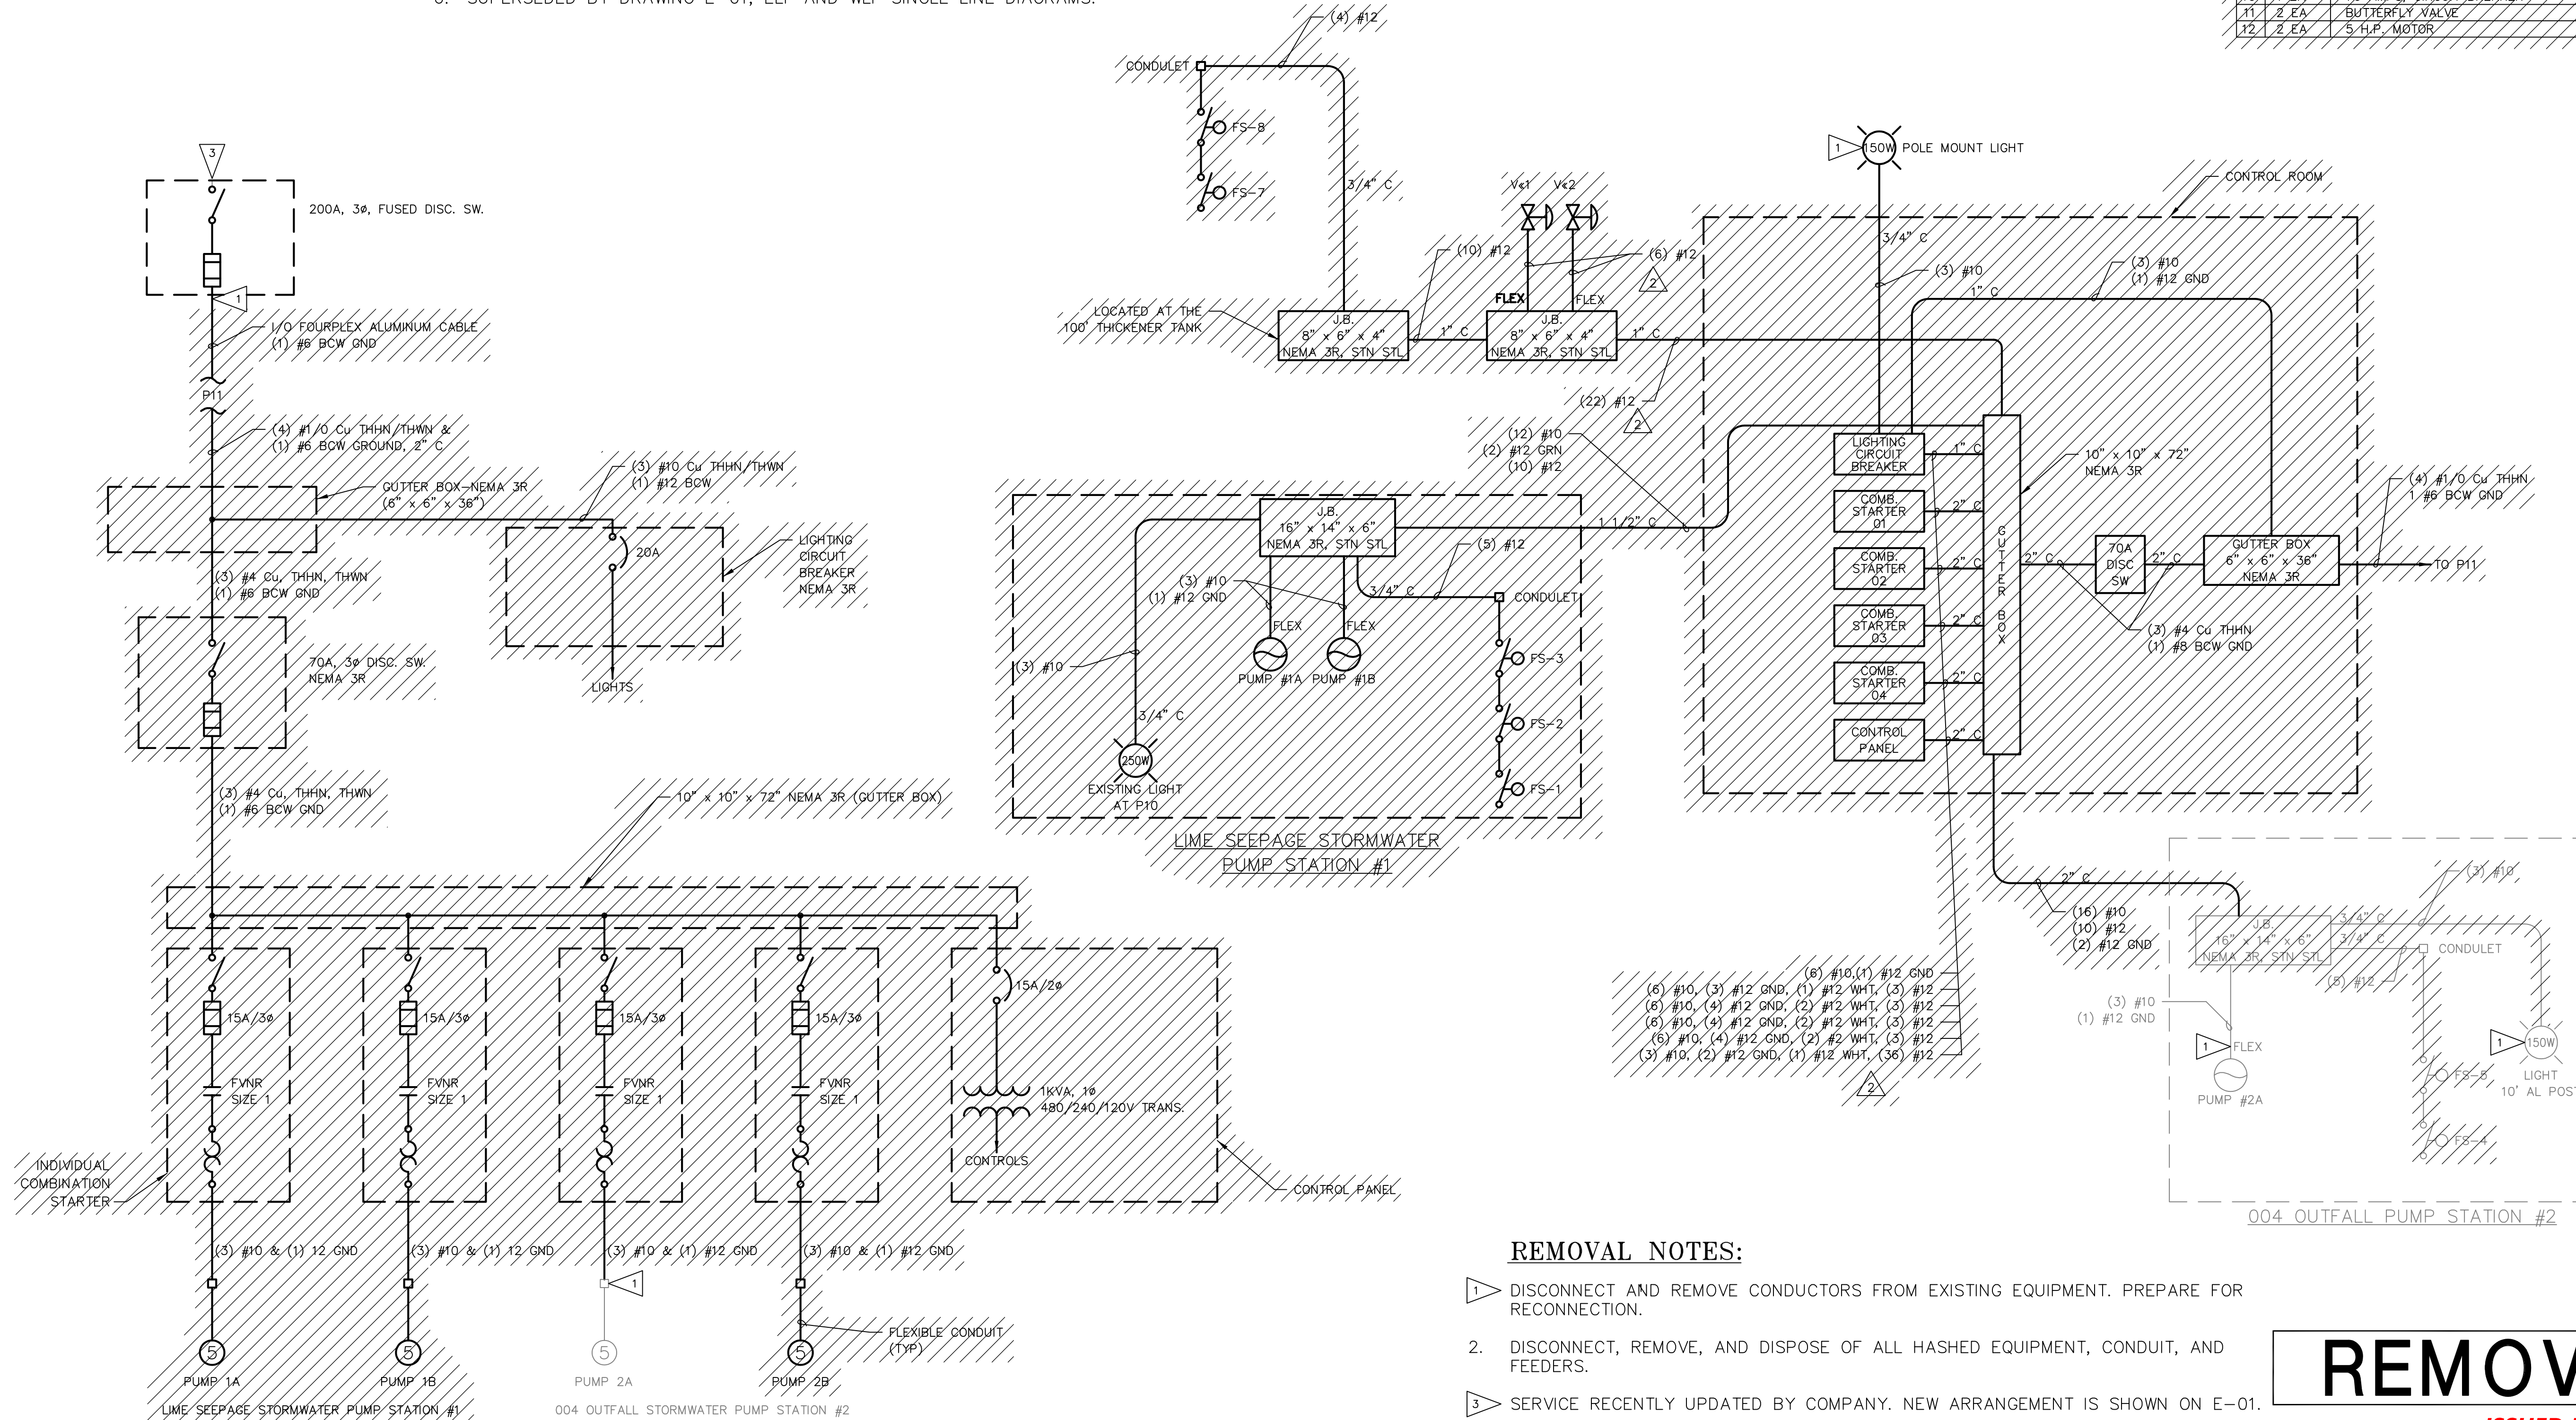 SUPERSEDED BY DRAWING E-01, ELF AND WLF SINGLE LINE DIAGRAMS.
11 2 EA BUTTERFLY VALVE
12 2 EA 5 H.P. MOTOR
(4) #12
CONDULET
FS-8
FS-7
3/4" C
3
200A, 3ø, FUSED DISC. SW.
1
1/O FOURPLEX ALUMINUM CABLE
(1) #6 BCW GND
P11
(4) #1/0 Cu THHN/THWN &
(1) #6 BCW GROUND, 2" C
GUTTER BOX-NEMA 3R
(6" x 6" x 36")
(3) #10 Cu THHN/THWN
(1) #12 BCW
20A
LIGHTING
CIRCUIT
BREAKER
NEMA 3R
LIGHTS
(3) #4 Cu, THHN, THWN
(1) #6 BCW GND
70A, 3ø DISC. SW.
NEMA 3R
(3) #4 Cu, THHN, THWN
(1) #6 BCW GND
10" x 10" x 72" NEMA 3R (GUTTER BOX)
15A/3ø
15A/3ø
15A/3ø
15A/3ø
15A/2ø
FVNR
SIZE 1
FVNR
SIZE 1
FVNR
SIZE 1
FVNR
SIZE 1
1KVA, 1ø
480/240/120V TRANS.
CONTROLS
INDIVIDUAL
COMBINATION
STARTER
CONTROL PANEL
(3) #10 & (1) 12 GND
(3) #10 & (1) 12 GND
(3) #10 & (1) #12 GND
(3) #10 & (1) #12 GND
1
FLEXIBLE CONDUIT
(TYP)
5
5
5
5
PUMP 1A
PUMP 1B
PUMP 2A
PUMP 2B
LIME SEEPAGE STORMWATER PUMP STATION #1
004 OUTFALL STORMWATER PUMP STATION #2
V«1
V«2
(10) #12
(6) #12
2
FLEX
FLEX
LOCATED AT THE
100' THICKENER TANK
J.B.
8" x 6" x 4"
NEMA 3R, STN STL
1" C
J.B.
8" x 6" x 4"
NEMA 3R, STN STL
1" C
(22) #12
2
(12) #10
(2) #12 GRN
(10) #12
1 1/2" C
J.B.
16" x 14" x 6"
NEMA 3R, STN STL
(5) #12
(3) #10
(1) #12 GND
3/4" C
CONDULET
FLEX
FLEX
PUMP #1A
PUMP #1B
(3) #10
3/4" C
250W
EXISTING LIGHT
AT P10
FS-3
FS-2
FS-1
LIME SEEPAGE STORMWATER
PUMP STATION #1
1
150W
POLE MOUNT LIGHT
CONTROL ROOM
3/4" C
(3) #10
(3) #10
(1) #12 GND
1" C
LIGHTING
CIRCUIT
BREAKER
1" C
COMB.
STARTER
01
2" C
COMB.
STARTER
02
2" C
COMB.
STARTER
03
2" C
COMB.
STARTER
04
2" C
CONTROL
PANEL
2" C
GUTTER BOX
10" x 10" x 72"
NEMA 3R
2" C
70A
DISC
SW
2" C
GUTTER BOX
6" x 6" x 36"
NEMA 3R
(3) #4 Cu THHN
(1) #8 BCW GND
(4) #1/0 Cu THHN
1 #6 BCW GND
TO P11
2" C
(16) #10
(10) #12
(2) #12 GND
(6) #10,(1) #12 GND
(6) #10, (3) #12 GND, (1) #12 WHT, (3) #12
(6) #10, (4) #12 GND, (2) #12 WHT, (3) #12
(6) #10, (4) #12 GND, (2) #12 WHT, (3) #12
(6) #10, (4) #12 GND, (2) #2 WHT, (3) #12
(3) #10, (2) #12 GND, (1) #12 WHT, (36) #12
2
J.B.
16" x 14" x 6"
NEMA 3R, STN STL
3/4" C
3/4" C
(3) #10
CONDULET
(5) #12
(3) #10
(1) #12 GND
1
FLEX
PUMP #2A
FS-5
FS-4
1
150W
LIGHT
10' AL POST
004 OUTFALL PUMP STATION #2
REMOVAL NOTES:
1 DISCONNECT AND REMOVE CONDUCTORS FROM EXISTING EQUIPMENT. PREPARE FOR
RECONNECTION.
2. DISCONNECT, REMOVE, AND DISPOSE OF ALL HASHED EQUIPMENT, CONDUIT, AND
FEEDERS.
3 SERVICE RECENTLY UPDATED BY COMPANY. NEW ARRANGEMENT IS SHOWN ON E-01.
REMOV